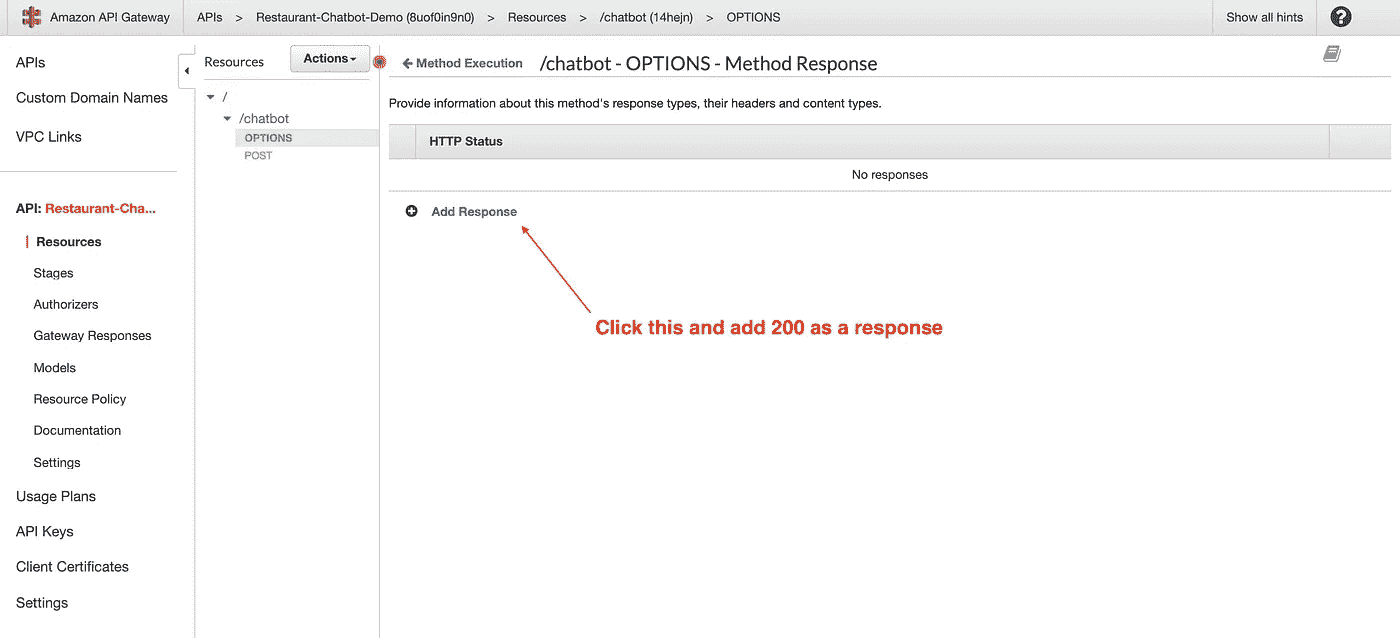 Amazon API Gateway
APIs > Restaurant-Chatbot-Demo (8uof0in9n0) > Resources > /chatbot (14hejn) > OPTIONS
Show all hints
?
APIs
Custom Domain Names
VPC Links
API: Restaurant-Cha...
Resources
Stages
Authorizers
Gateway Responses
Models
Resource Policy
Documentation
Settings
Usage Plans
API Keys
Client Certificates
Settings
Resources
Actions
/
/chatbot
OPTIONS
POST
Method Execution
/chatbot - OPTIONS - Method Response
Provide information about this method's response types, their headers and content types.
HTTP Status
No responses
Add Response
Click this and add 200 as a response